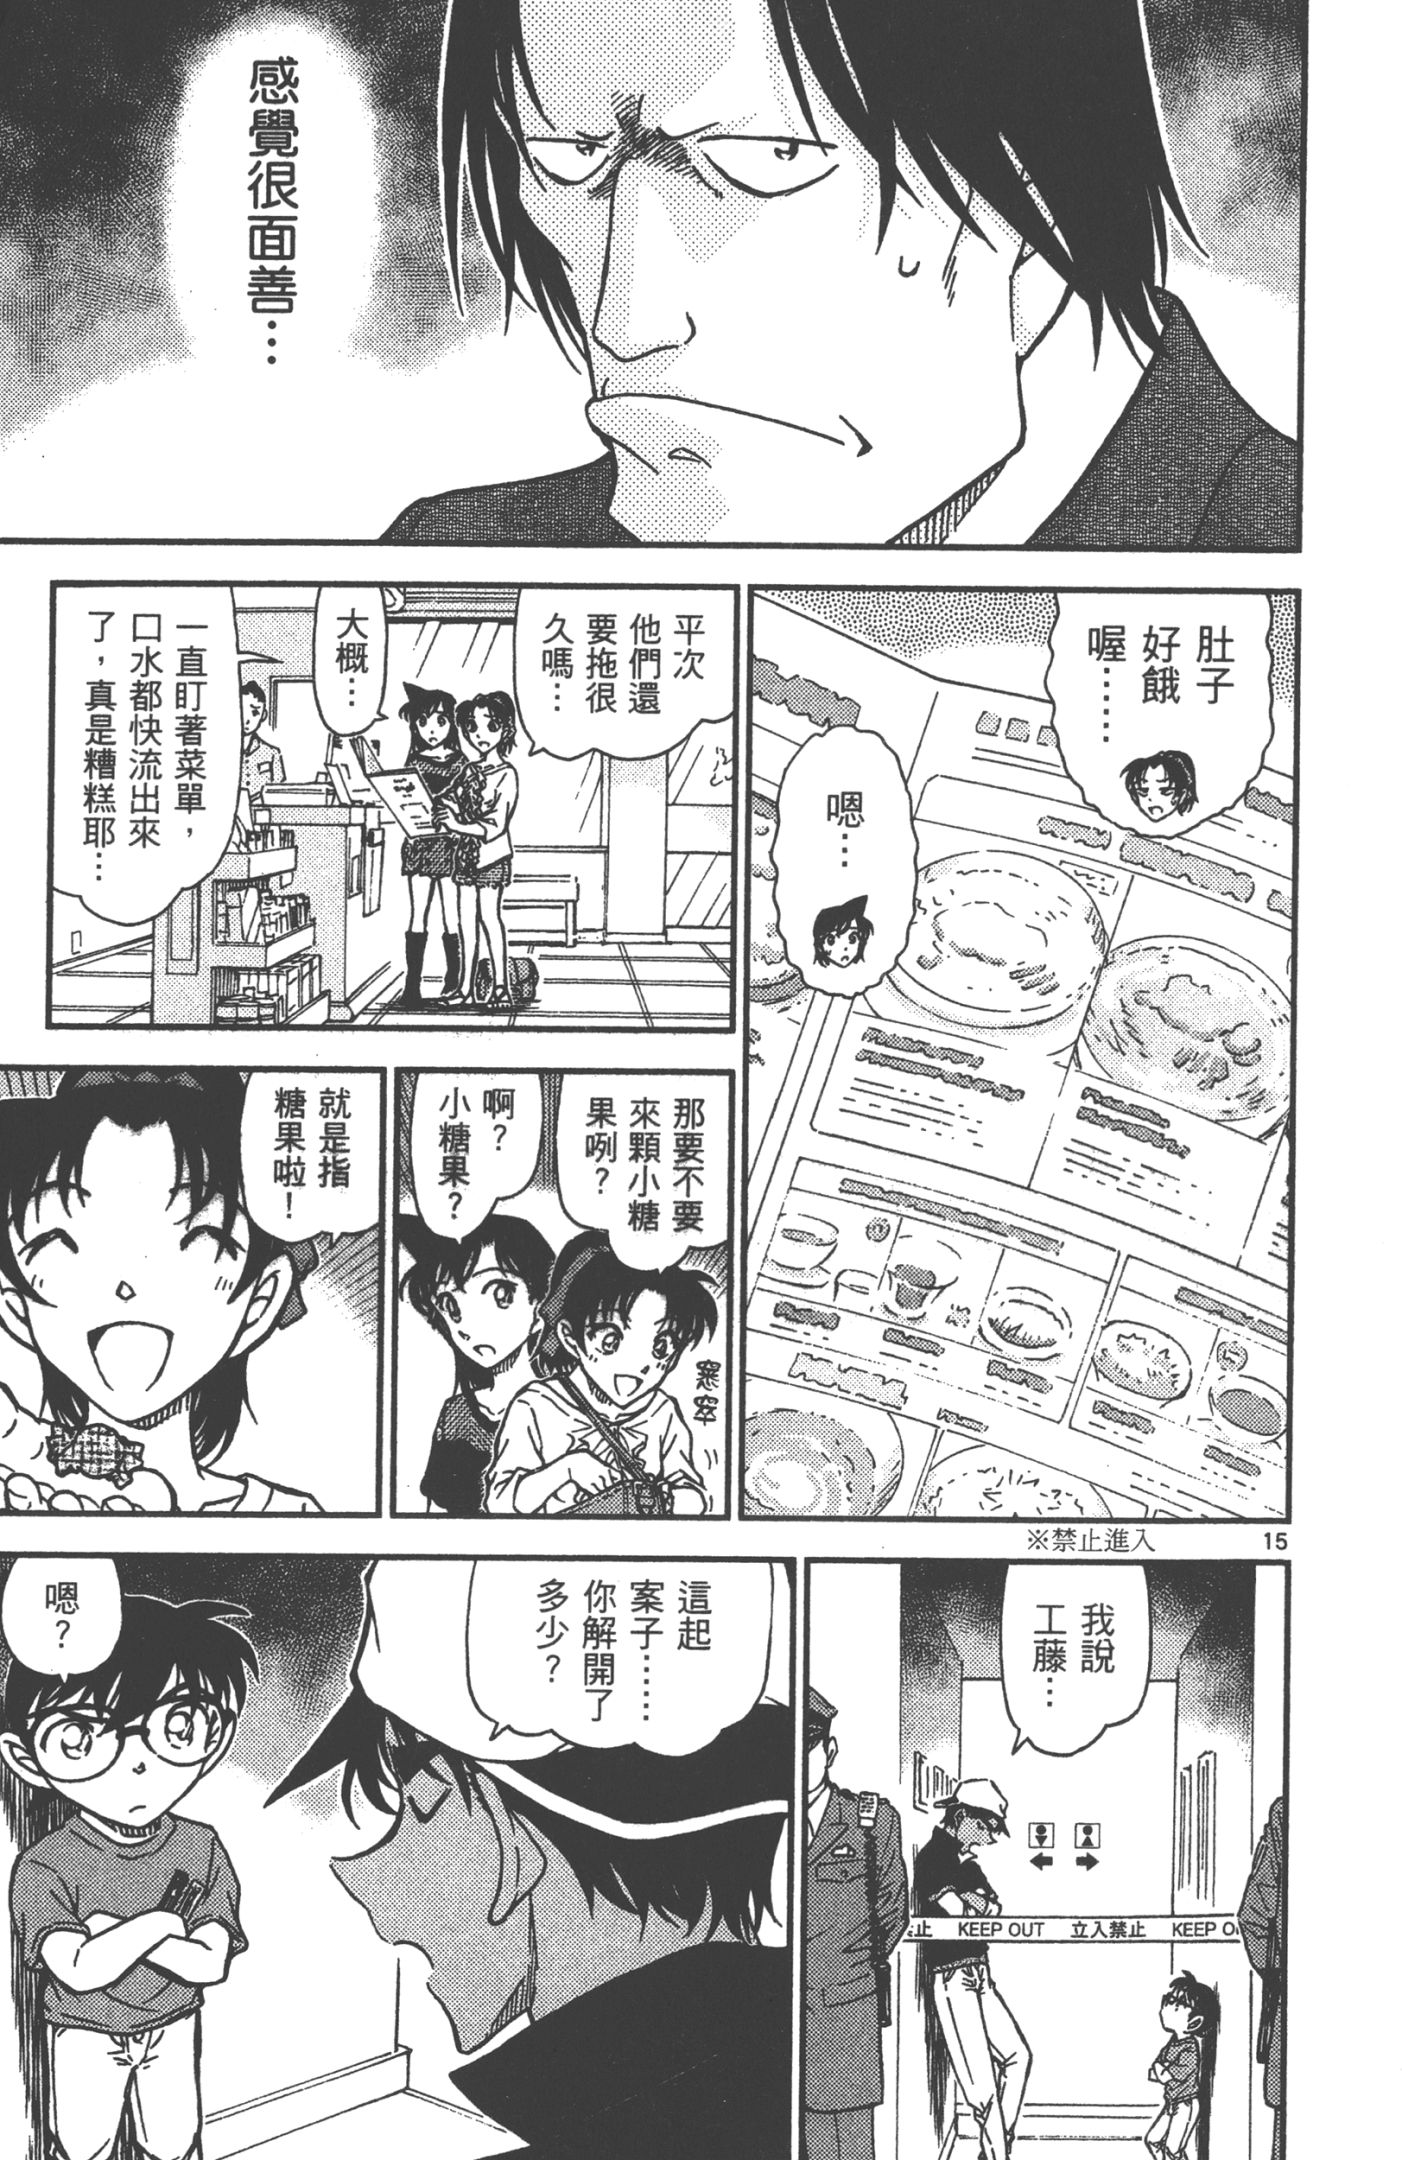 感覺很面善…
肚子
好餓
喔……
嗯…
平次
他們還
要拖很
久嗎…
大概…
一直盯著菜單，
口水都快流出來
了，真是糟糕耶…
那要不要
來顆小糖
果咧？
啊？
小糖果？
窸窣
就是指
糖果啦！
※禁止進入
15
我說
工藤…
止 KEEP OUT 立入禁止 KEEP O
這起
案子……
你解開了
多少？
嗯？